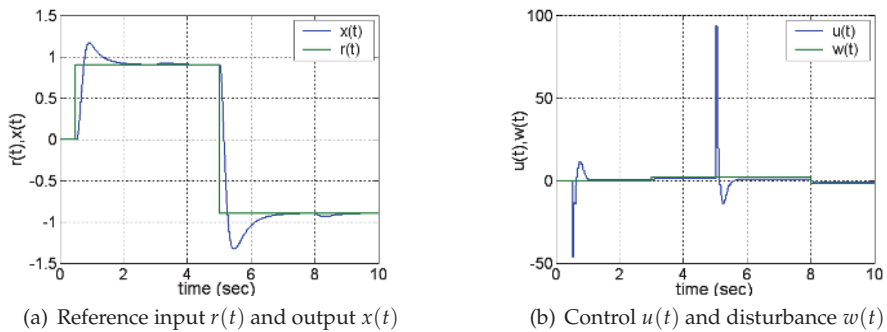 1.5
1
0.5
0
-0.5
-1
-1.5
0
2
4
6
8
10
r(t),x(t)
time (sec)
x(t)
r(t)
(a) Reference input r(t) and output x(t)
100
50
0
-50
0
2
4
6
8
10
u(t),w(t)
time (sec)
u(t)
w(t)
(b) Control u(t) and disturbance w(t)